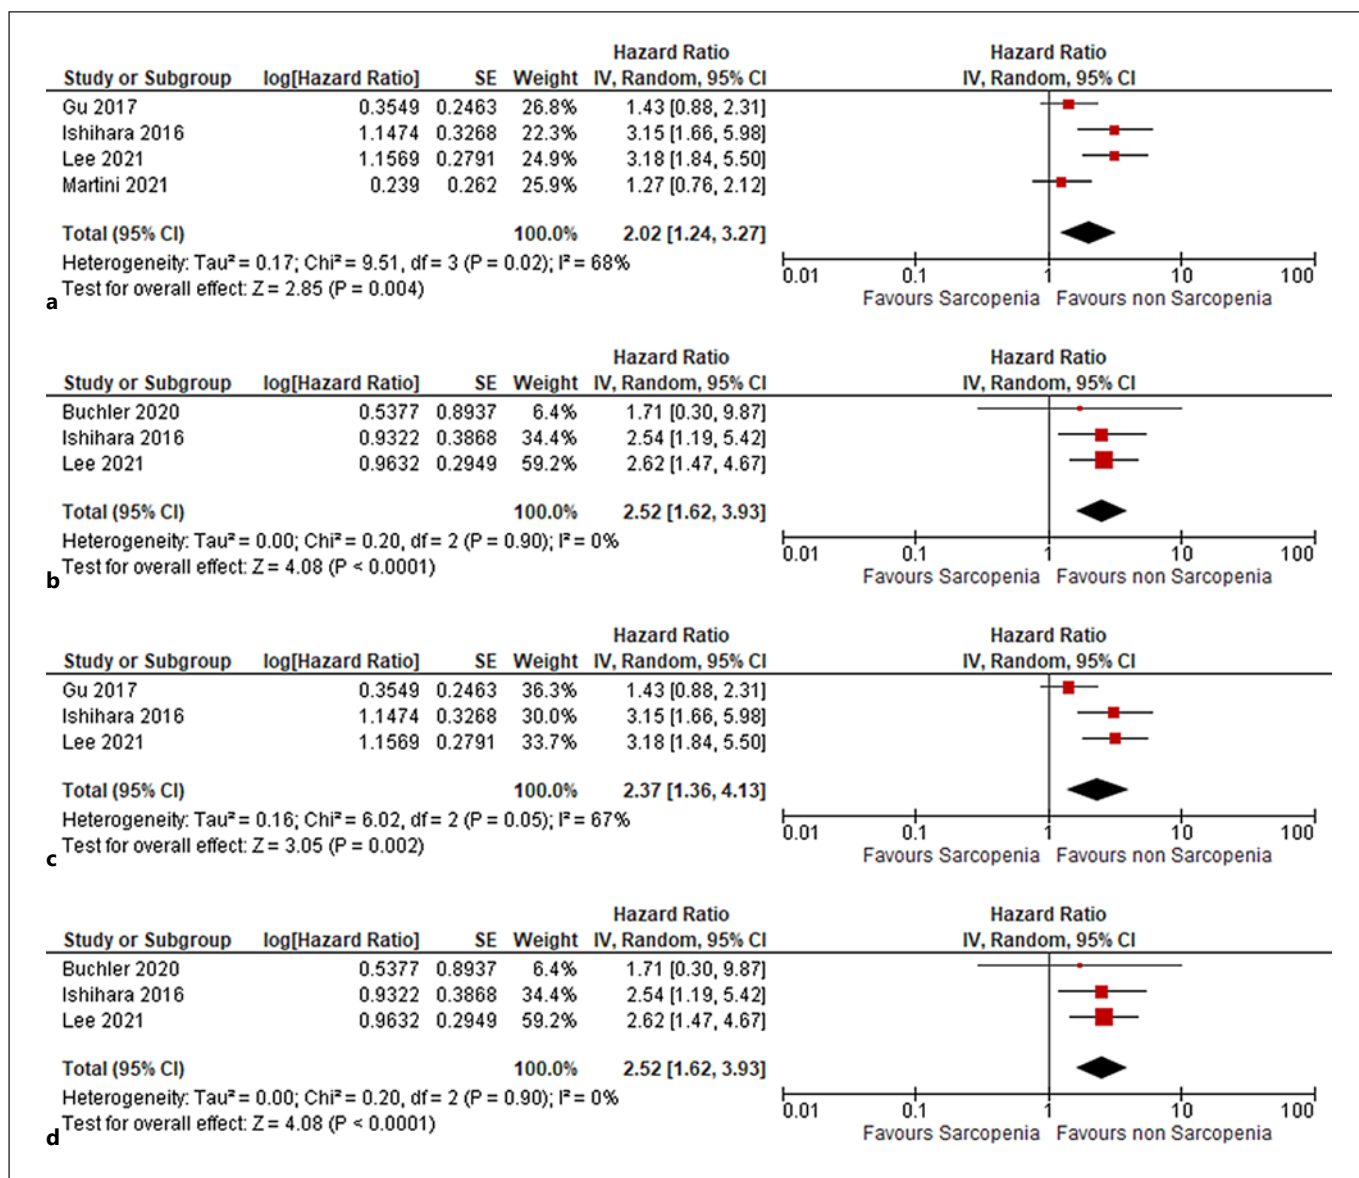 Hazard Ratio Hazard Ratio
Study or Subgroup log[Hazard Ratio] SE Weight IV, Random, 95% CI IV, Random, 95% CI
Gu 2017 0.3549 0.2463 26.8% 1.43 [0.88, 2.31]
Ishihara 2016 1.1474 0.3268 22.3% 3.15 [1.66, 5.98]
Lee 2021 1.1569 0.2791 24.9% 3.18 [1.84, 5.50]
Martini 2021 0.239 0.262 25.9% 1.27 [0.76, 2.12]
Total (95% CI) 100.0% 2.02 [1.24, 3.27]
Heterogeneity: Tau² = 0.17; Chi² = 9.51, df = 3 (P = 0.02); I² = 68%
0.01 0.1 1 10 100
Test for overall effect: Z = 2.85 (P = 0.004)
Favours Sarcopenia Favours non Sarcopenia
a
Hazard Ratio Hazard Ratio
Study or Subgroup log[Hazard Ratio] SE Weight IV, Random, 95% CI IV, Random, 95% CI
Buchler 2020 0.5377 0.8937 6.4% 1.71 [0.30, 9.87]
Ishihara 2016 0.9322 0.3868 34.4% 2.54 [1.19, 5.42]
Lee 2021 0.9632 0.2949 59.2% 2.62 [1.47, 4.67]
Total (95% CI) 100.0% 2.52 [1.62, 3.93]
Heterogeneity: Tau² = 0.00; Chi² = 0.20, df = 2 (P = 0.90); I² = 0%
0.01 0.1 1 10 100
Test for overall effect: Z = 4.08 (P < 0.0001)
Favours Sarcopenia Favours non Sarcopenia
b
Hazard Ratio Hazard Ratio
Study or Subgroup log[Hazard Ratio] SE Weight IV, Random, 95% CI IV, Random, 95% CI
Gu 2017 0.3549 0.2463 36.3% 1.43 [0.88, 2.31]
Ishihara 2016 1.1474 0.3268 30.0% 3.15 [1.66, 5.98]
Lee 2021 1.1569 0.2791 33.7% 3.18 [1.84, 5.50]
Total (95% CI) 100.0% 2.37 [1.36, 4.13]
Heterogeneity: Tau² = 0.16; Chi² = 6.02, df = 2 (P = 0.05); I² = 67%
0.01 0.1 1 10 100
Test for overall effect: Z = 3.05 (P = 0.002)
Favours Sarcopenia Favours non Sarcopenia
c
Hazard Ratio Hazard Ratio
Study or Subgroup log[Hazard Ratio] SE Weight IV, Random, 95% CI IV, Random, 95% CI
Buchler 2020 0.5377 0.8937 6.4% 1.71 [0.30, 9.87]
Ishihara 2016 0.9322 0.3868 34.4% 2.54 [1.19, 5.42]
Lee 2021 0.9632 0.2949 59.2% 2.62 [1.47, 4.67]
Total (95% CI) 100.0% 2.52 [1.62, 3.93]
Heterogeneity: Tau² = 0.00; Chi² = 0.20, df = 2 (P = 0.90); I² = 0%
0.01 0.1 1 10 100
Test for overall effect: Z = 4.08 (P < 0.0001)
Favours Sarcopenia Favours non Sarcopenia
d